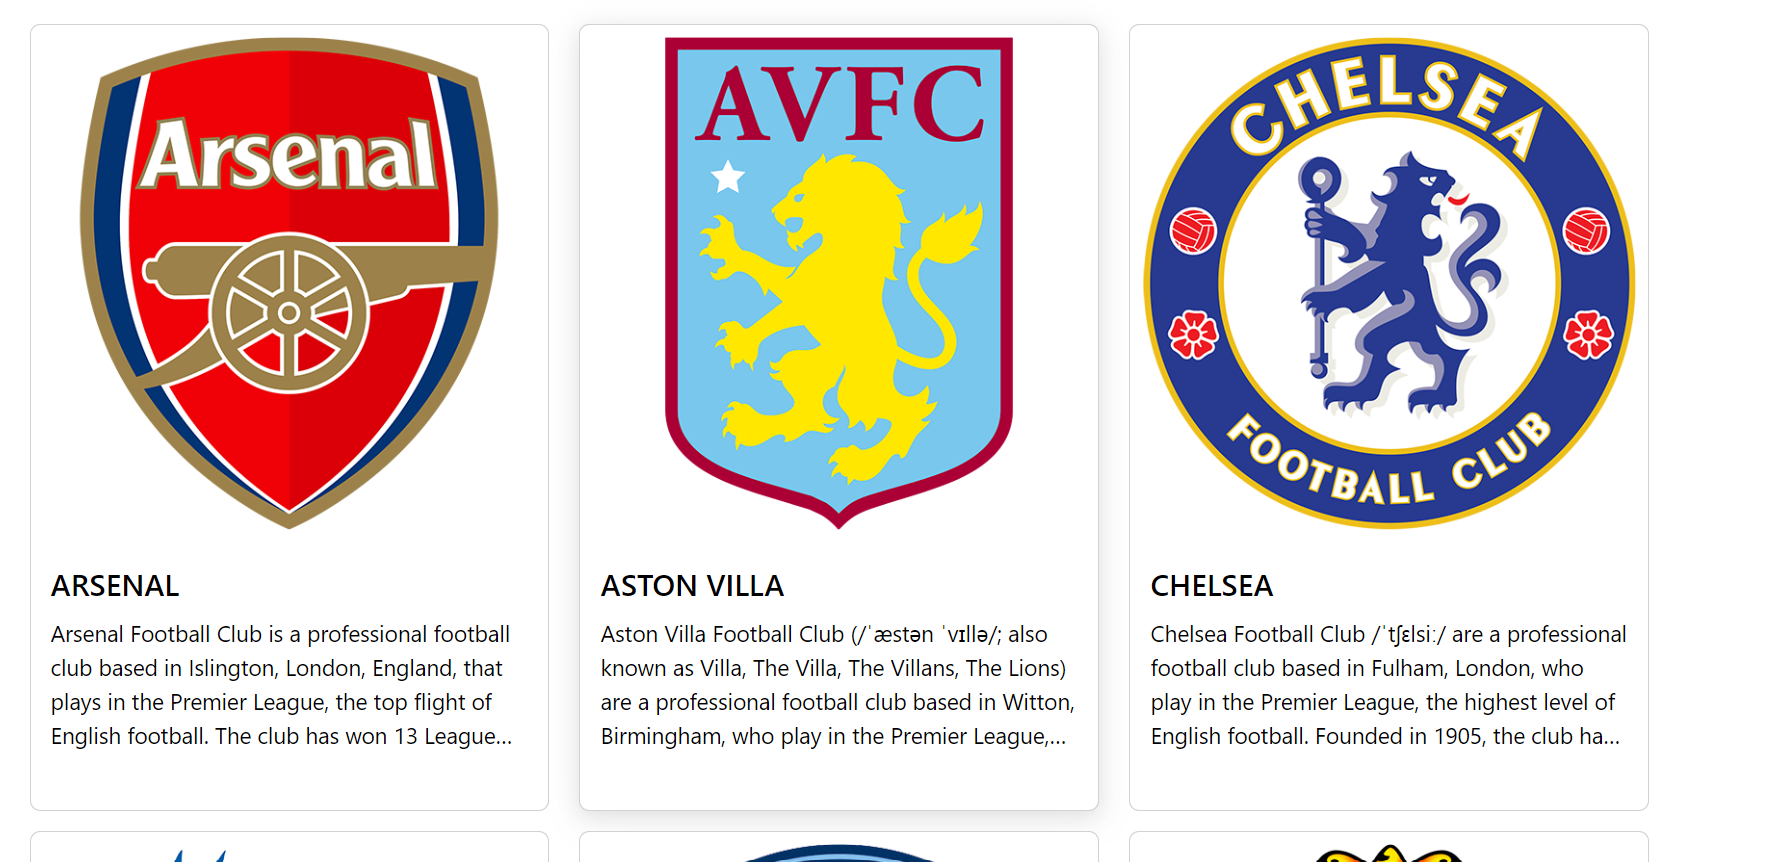 Arsenal
AVFC
CHELSEA
FOOTBALL CLUB
ARSENAL
Arsenal Football Club is a professional football
club based in Islington, London, England, that
plays in the Premier League, the top flight of
English football. The club has won 13 League...
ASTON VILLA
Aston Villa Football Club (/ˈæstən ˈvɪllə/; also
known as Villa, The Villa, The Villans, The Lions)
are a professional football club based in Witton,
Birmingham, who play in the Premier League,...
CHELSEA
Chelsea Football Club /ˈtʃɛlsiː/ are a professional
football club based in Fulham, London, who
play in the Premier League, the highest level of
English football. Founded in 1905, the club ha...